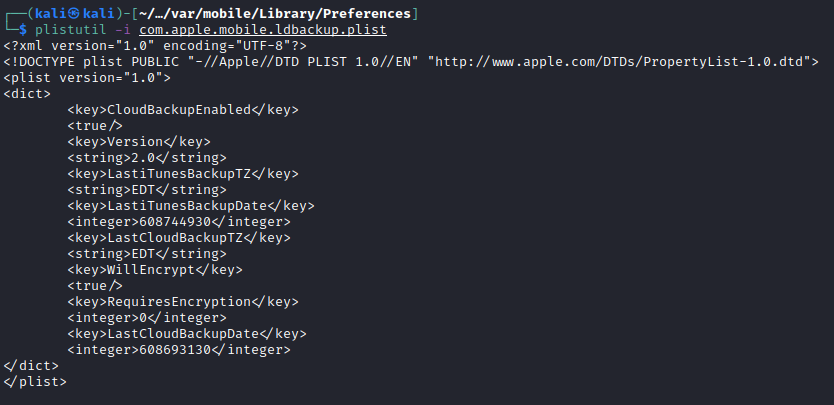 ┌──(kali㉿kali)-[~/…/var/mobile/Library/Preferences]
└─$ plistutil -i com.apple.mobile.ldbackup.plist
<?xml version="1.0" encoding="UTF-8"?>
<!DOCTYPE plist PUBLIC "-//Apple//DTD PLIST 1.0//EN" "http://www.apple.com/DTDs/PropertyList-1.0.dtd">
<plist version="1.0">
<dict>
        <key>CloudBackupEnabled</key>
        <true/>
        <key>Version</key>
        <string>2.0</string>
        <key>LastiTunesBackupTZ</key>
        <string>EDT</string>
        <key>LastiTunesBackupDate</key>
        <integer>608744930</integer>
        <key>LastCloudBackupTZ</key>
        <string>EDT</string>
        <key>WillEncrypt</key>
        <true/>
        <key>RequiresEncryption</key>
        <integer>0</integer>
        <key>LastCloudBackupDate</key>
        <integer>608693130</integer>
</dict>
</plist>